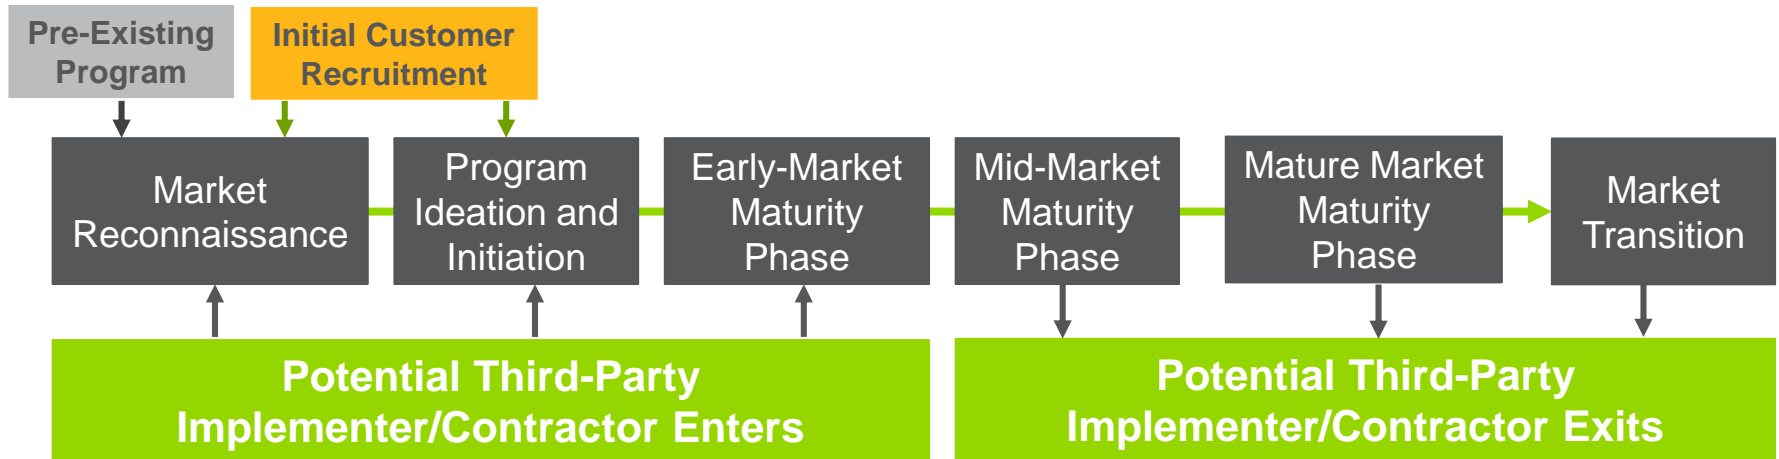 Pre-Existing
Program
Initial Customer
Recruitment
Market
Reconnaissance
Program
Ideation and
Initiation
Early-Market
Maturity
Phase
Mid-Market
Maturity
Phase
Mature Market
Maturity
Phase
Market
Transition
Potential Third-Party
Implementer/Contractor Enters
Potential Third-Party
Implementer/Contractor Exits